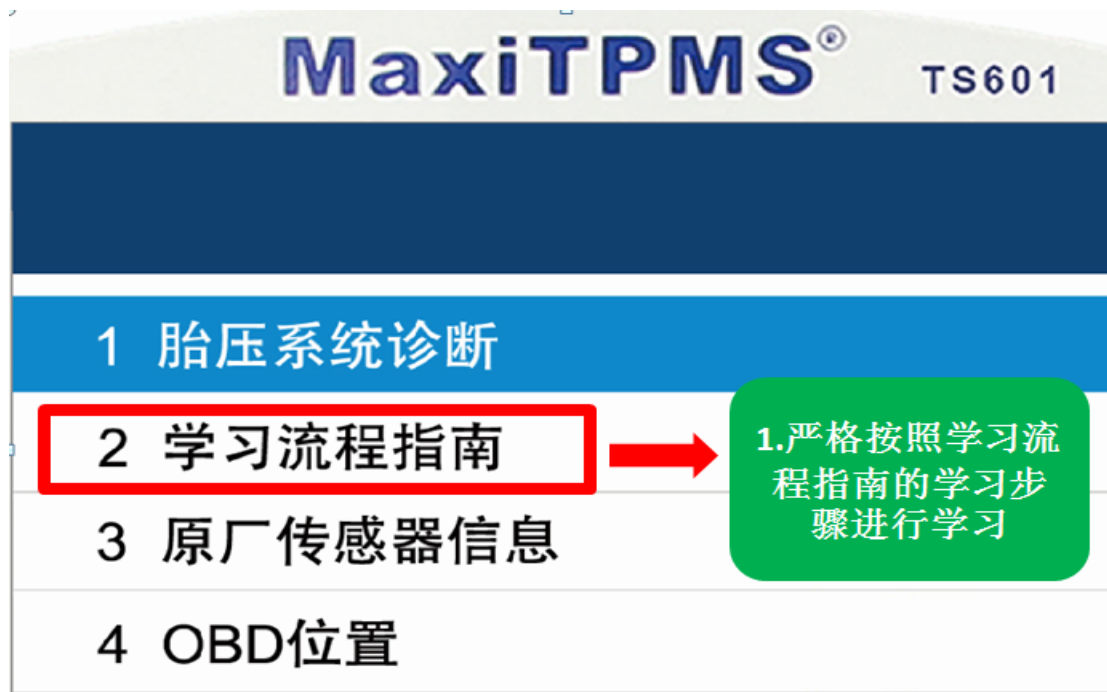 MaxiTPMS® TS601
1 胎压系统诊断
2 学习流程指南
1.严格按照学习流
程指南的学习步
骤进行学习
3 原厂传感器信息
4 OBD位置